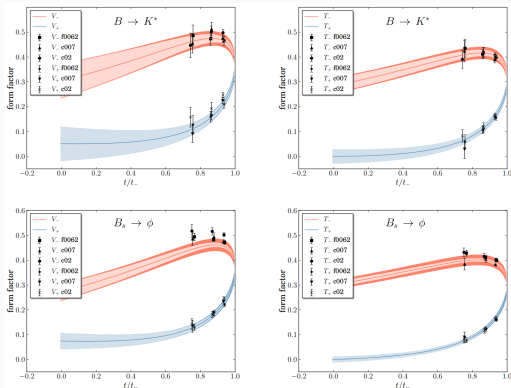 B → K*
V₋
V₊
V₋ f0062
V₋ c007
V₋ c02
V₊ f0062
V₊ c007
V₊ c02
form factor
0.5
0.4
0.3
0.2
0.1
0.0
−0.2 0.0 0.2 0.4 0.6 0.8 1.0
t/t₋
B → K*
T₋
T₊
T₋ f0062
T₋ c007
T₋ c02
T₊ f0062
T₊ c007
T₊ c02
form factor
0.5
0.4
0.3
0.2
0.1
0.0
−0.2 0.0 0.2 0.4 0.6 0.8 1.0
t/t₋
Bₛ → ϕ
V₋
V₊
V₋ f0062
V₋ c007
V₋ c02
V₊ f0062
V₊ c007
V₊ c02
form factor
0.6
0.5
0.4
0.3
0.2
0.1
0.0
−0.2 0.0 0.2 0.4 0.6 0.8 1.0
t/t₋
Bₛ → ϕ
T₋
T₊
T₋ f0062
T₋ c007
T₋ c02
T₊ f0062
T₊ c007
T₊ c02
form factor
0.6
0.5
0.4
0.3
0.2
0.1
0.0
−0.2 0.0 0.2 0.4 0.6 0.8 1.0
t/t₋